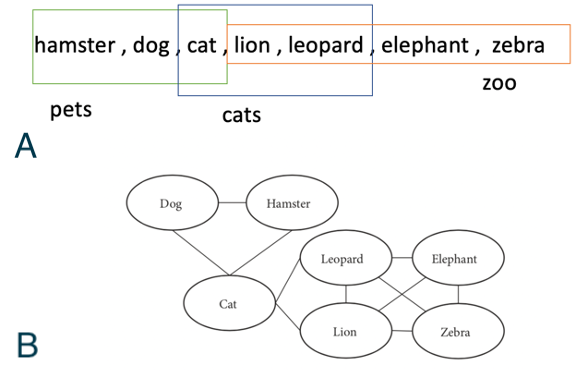 hamster , dog , cat , lion , leopard , elephant , zebra
zoo
pets
cats
A
Dog
Hamster
Leopard
Elephant
Cat
Lion
Zebra
B